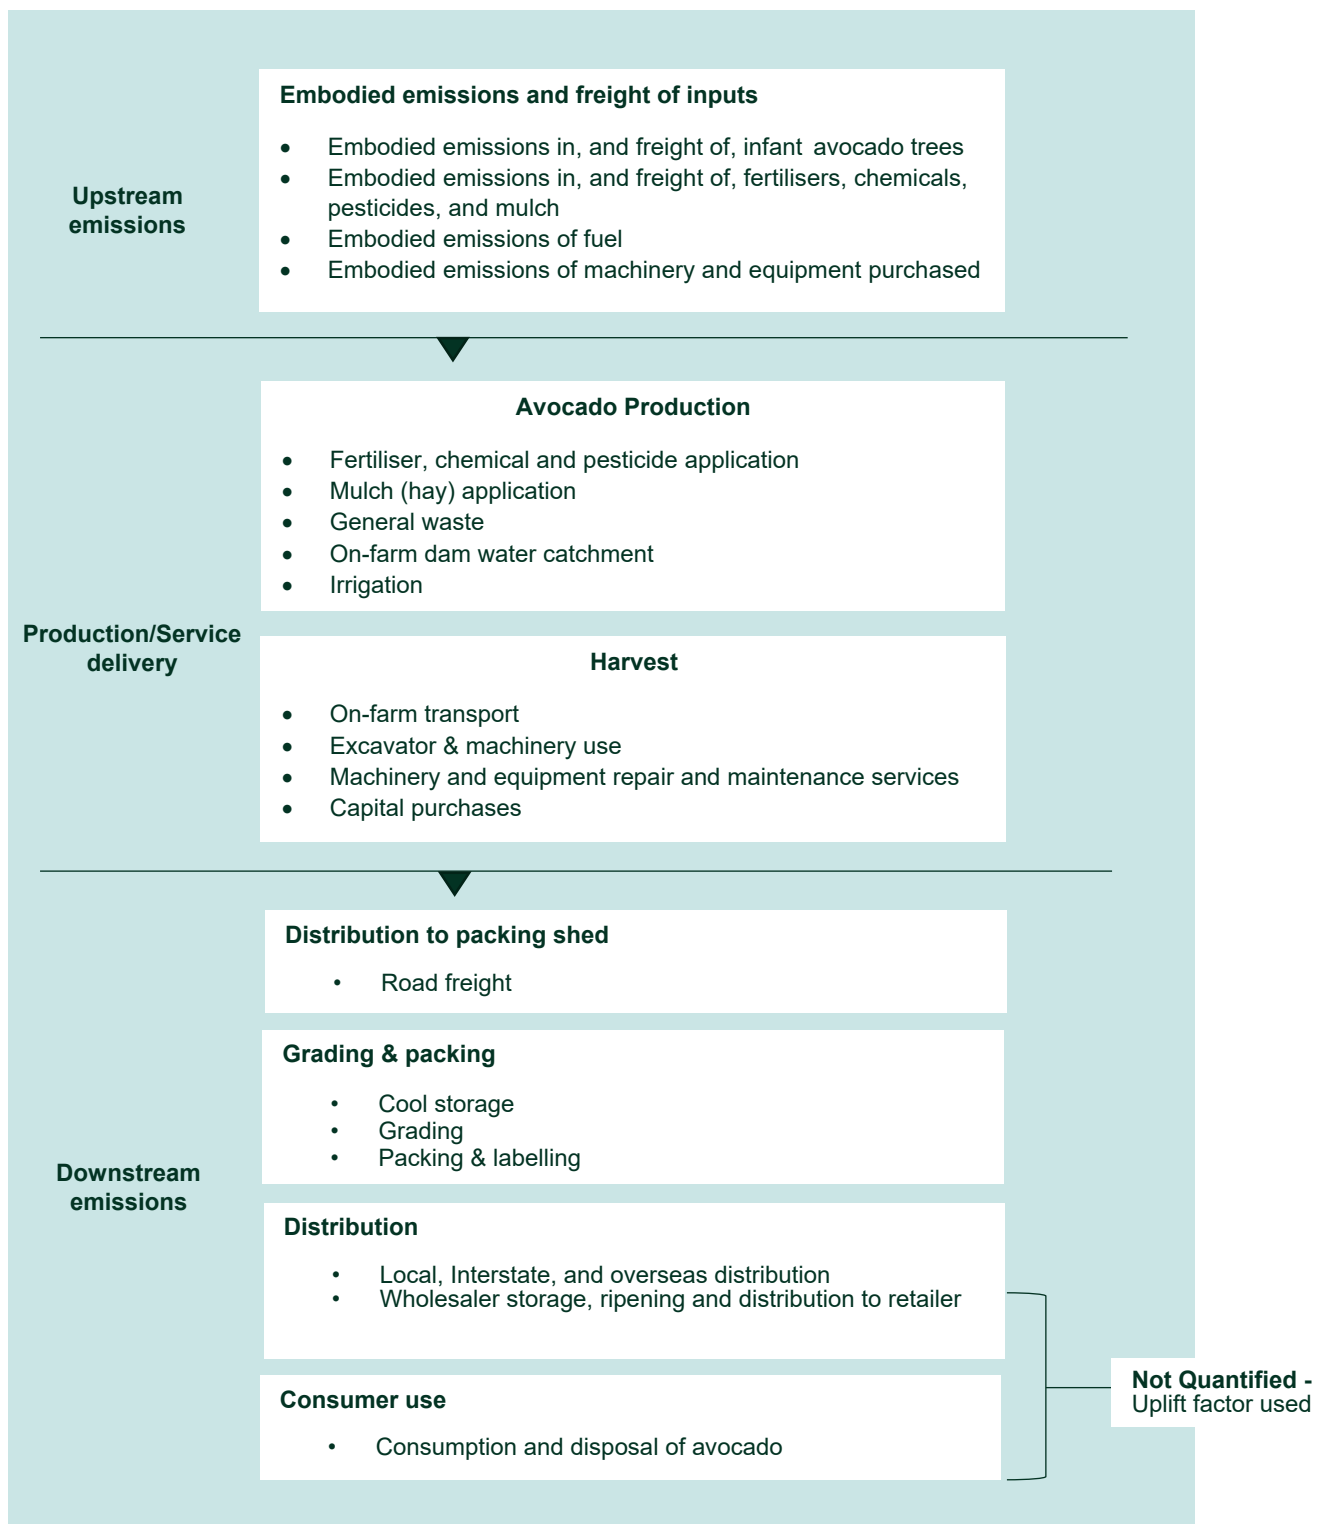 Embodied emissions and freight of inputs
• Embodied emissions in, and freight of, infant avocado trees
• Embodied emissions in, and freight of, fertilisers, chemicals,
pesticides, and mulch
• Embodied emissions of fuel
• Embodied emissions of machinery and equipment purchased
Upstream
emissions
Avocado Production
• Fertiliser, chemical and pesticide application
• Mulch (hay) application
• General waste
• On-farm dam water catchment
• Irrigation
Production/Service
delivery
Harvest
• On-farm transport
• Excavator & machinery use
• Machinery and equipment repair and maintenance services
• Capital purchases
Distribution to packing shed
• Road freight
Grading & packing
• Cool storage
• Grading
• Packing & labelling
Downstream
emissions
Distribution
• Local, Interstate, and overseas distribution
• Wholesaler storage, ripening and distribution to retailer
Consumer use
• Consumption and disposal of avocado
Not Quantified -
Uplift factor used